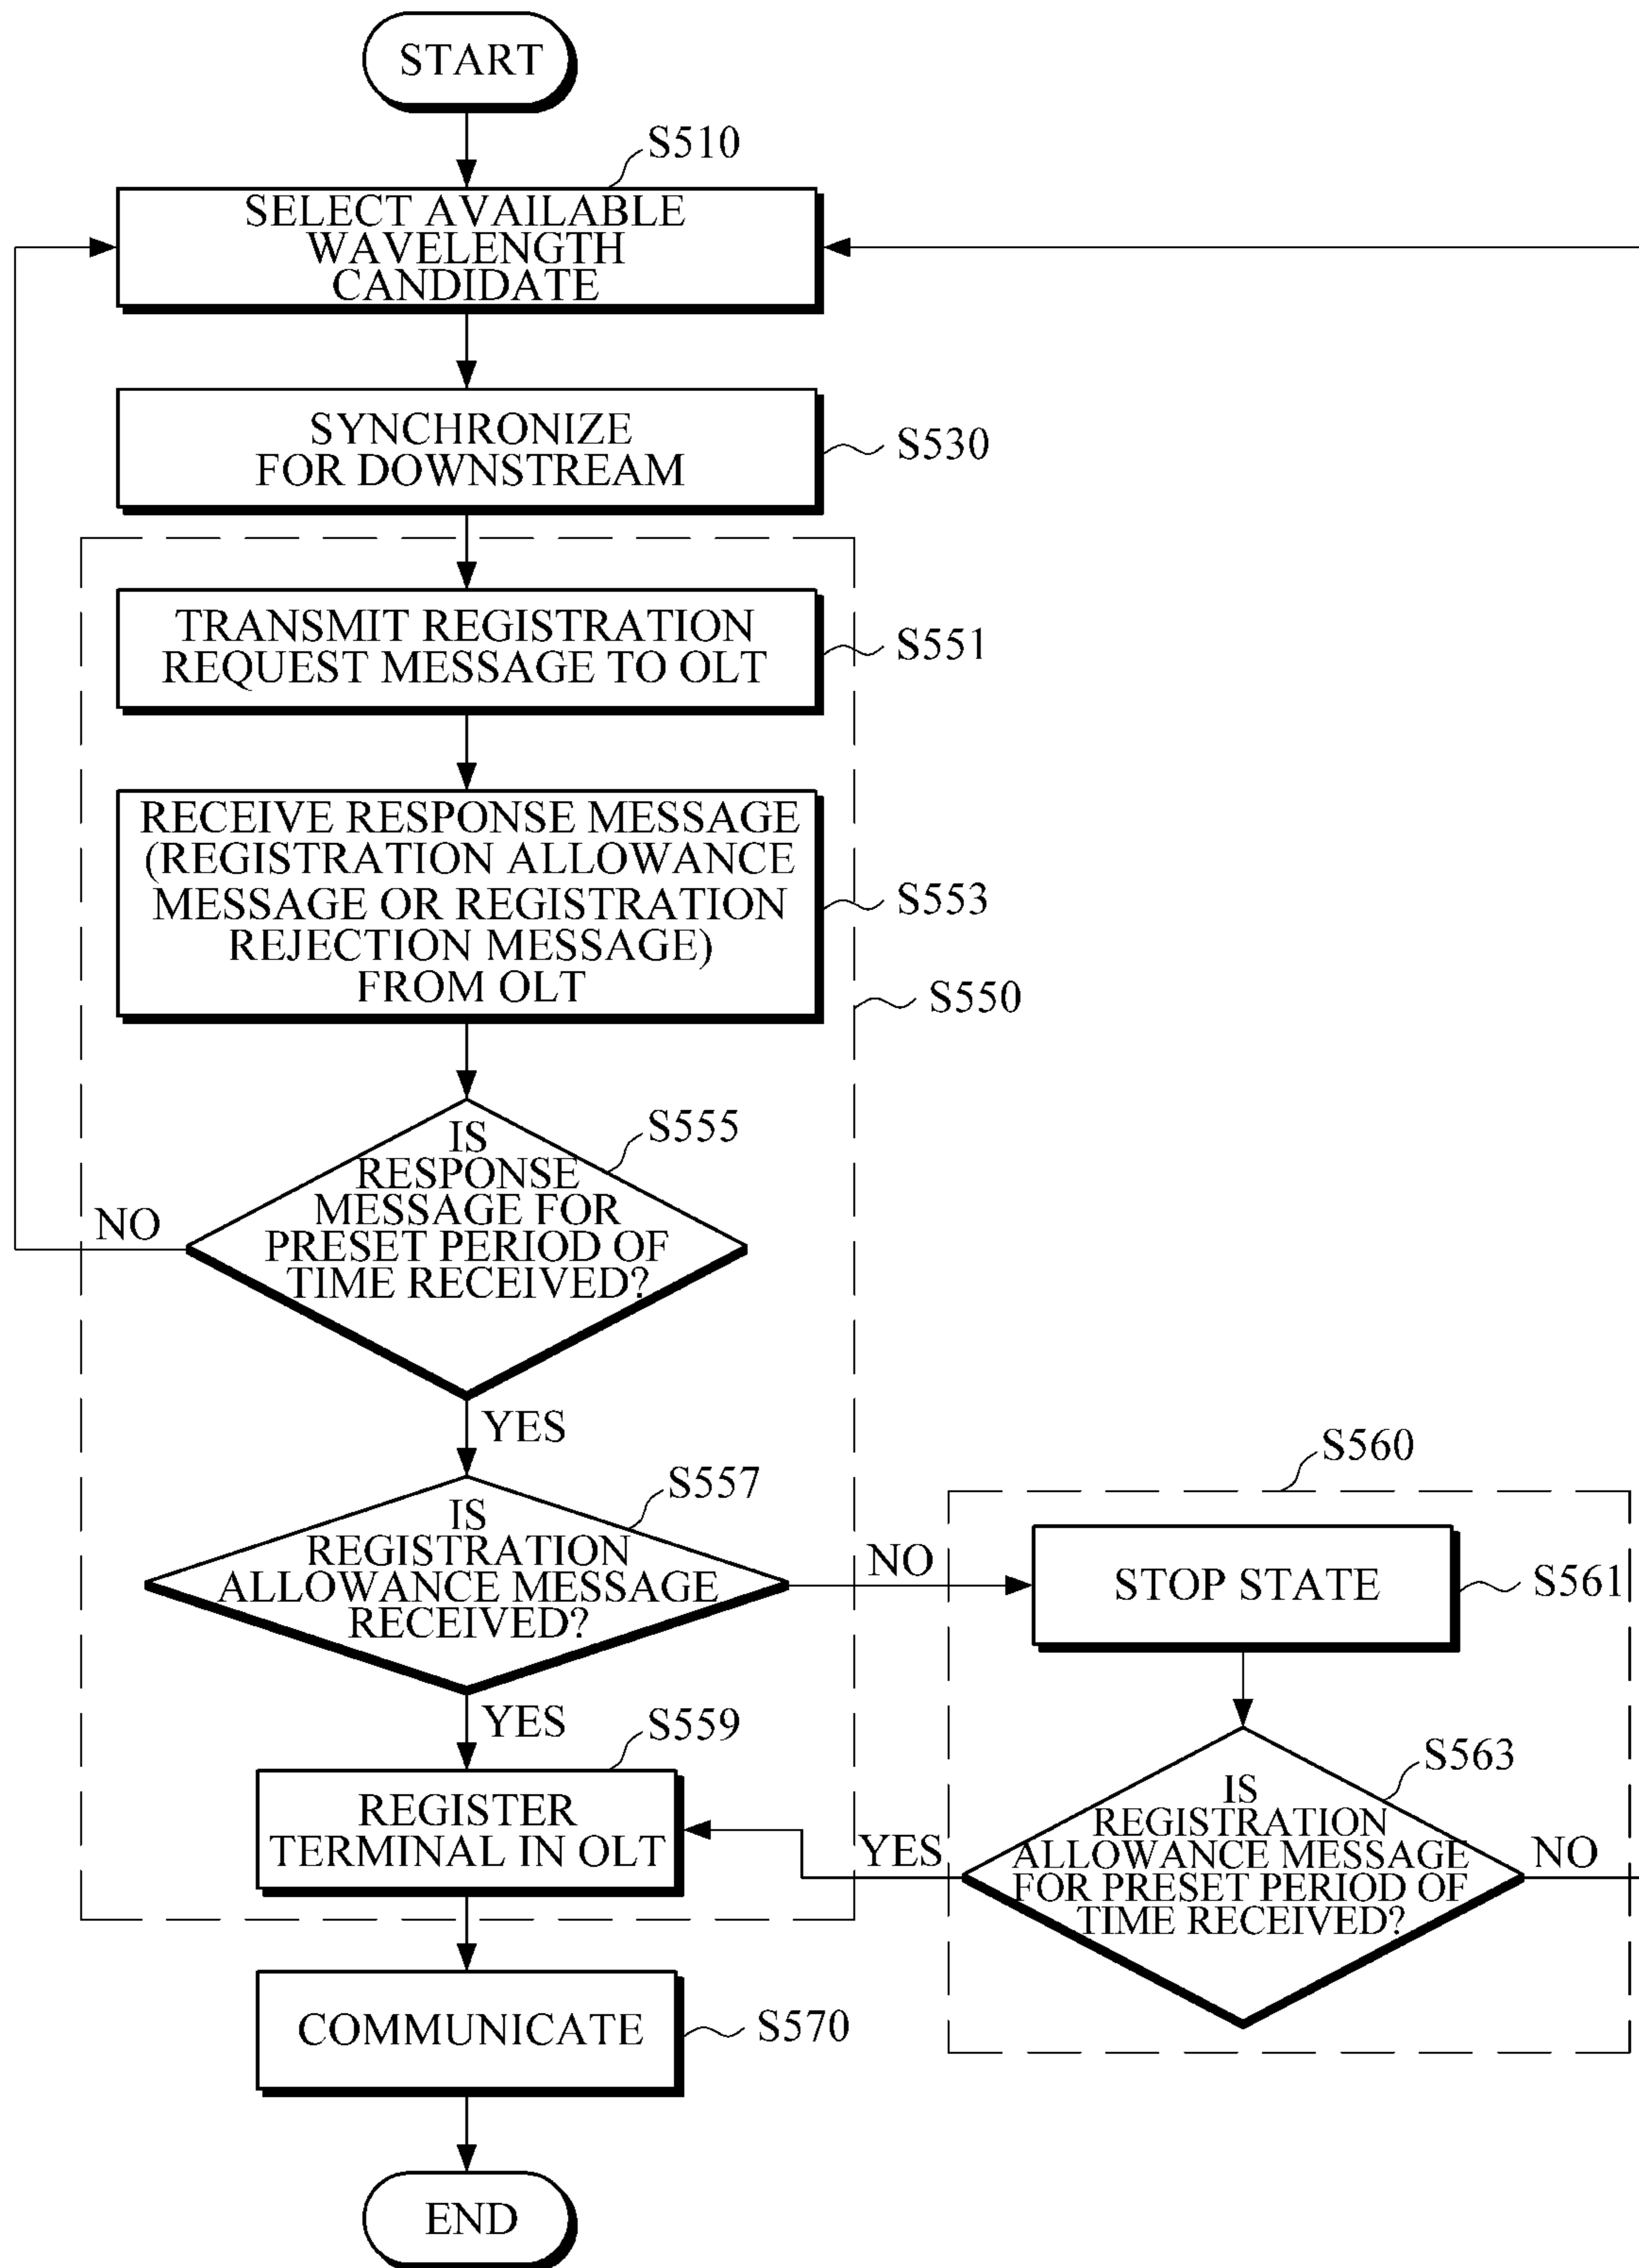 START
S510
SELECT AVAILABLE
WAVELENGTH
CANDIDATE
SYNCHRONIZE
FOR DOWNSTREAM
S530
TRANSMIT REGISTRATION
REQUEST MESSAGE TO OLT
S551
RECEIVE RESPONSE MESSAGE
(REGISTRATION ALLOWANCE
MESSAGE OR REGISTRATION
REJECTION MESSAGE)
FROM OLT
S553
S550
S555
IS
RESPONSE
MESSAGE FOR
PRESET PERIOD OF
TIME RECEIVED?
NO
YES
S557
IS
REGISTRATION
ALLOWANCE MESSAGE
RECEIVED?
NO
S560
STOP STATE
S561
YES
S559
REGISTER
TERMINAL IN OLT
S563
IS
REGISTRATION
ALLOWANCE MESSAGE
FOR PRESET PERIOD OF
TIME RECEIVED?
YES
NO
COMMUNICATE
S570
END